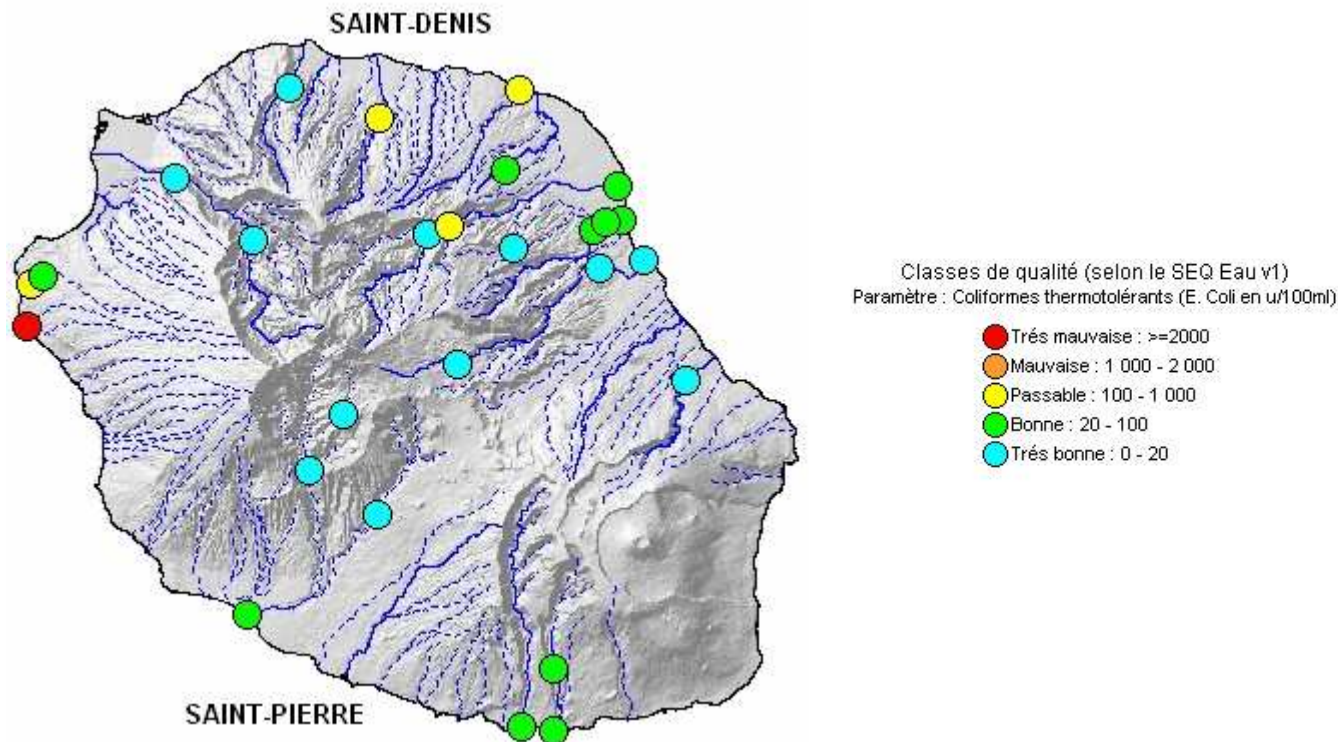 SAINT-DENIS
Classes de qualité (selon le SEQ Eau v1)
Paramètre : Coliformes thermotolérants (E. Coli en u/100ml)
Trés mauvaise : >=2000
Mauvaise : 1 000 - 2 000
Passable : 100 - 1 000
Bonne : 20 - 100
Trés bonne : 0 - 20
SAINT-PIERRE